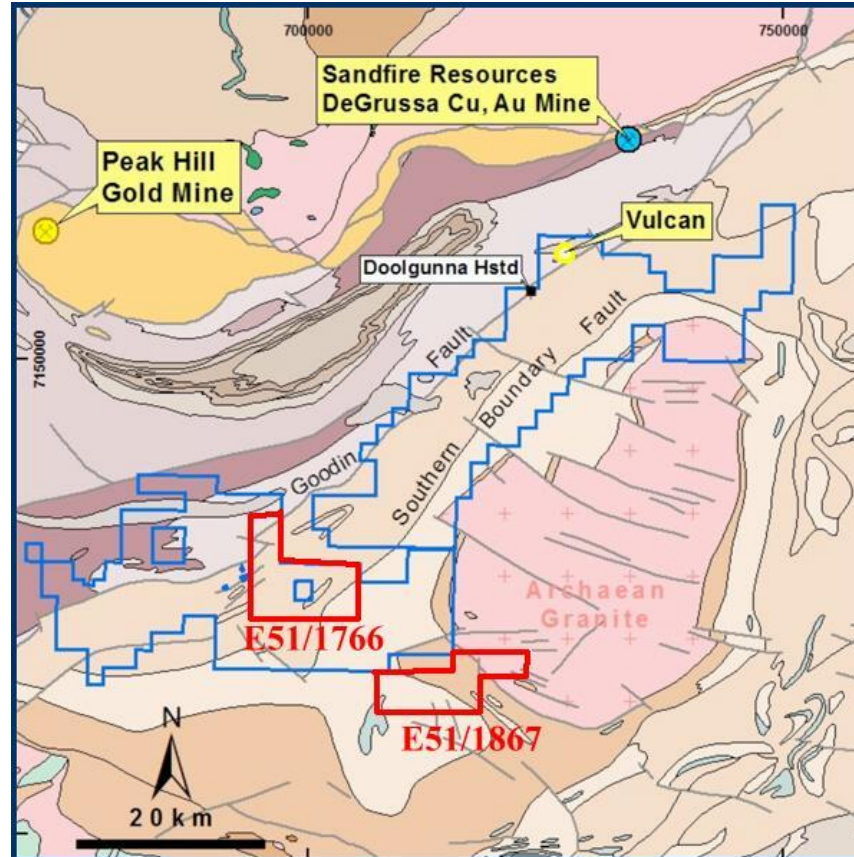 700000
750000
Sandfire Resources
DeGrussa Cu, Au Mine
Peak Hill
Gold Mine
Vulcan
Doolgunna Hstd
7150000
Fault
Goodin
Fault
Boundary
Southern
Archaean
Granite
E51/1766
E51/1867
N
20 km